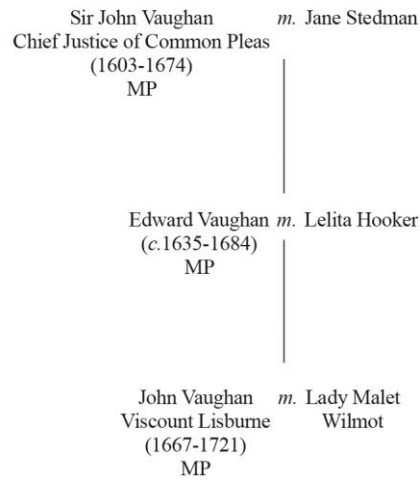 Sir John Vaughan m. Jane Stedman
Chief Justice of Common Pleas
(1603-1674)
MP
Edward Vaughan m. Lelita Hooker
(c.1635-1684)
MP
John Vaughan m. Lady Malet
Viscount Lisburne Wilmot
(1667-1721)
MP